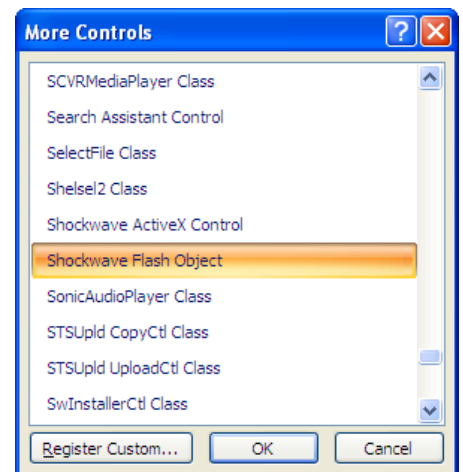 More Controls
SCVRMediaPlayer Class
Search Assistant Control
SelectFile Class
Shelsel2 Class
Shockwave ActiveX Control
Shockwave Flash Object
SonicAudioPlayer Class
STSUpld CopyCtl Class
STSUpld UploadCtl Class
SwInstallerCtl Class
Register Custom... OK Cancel